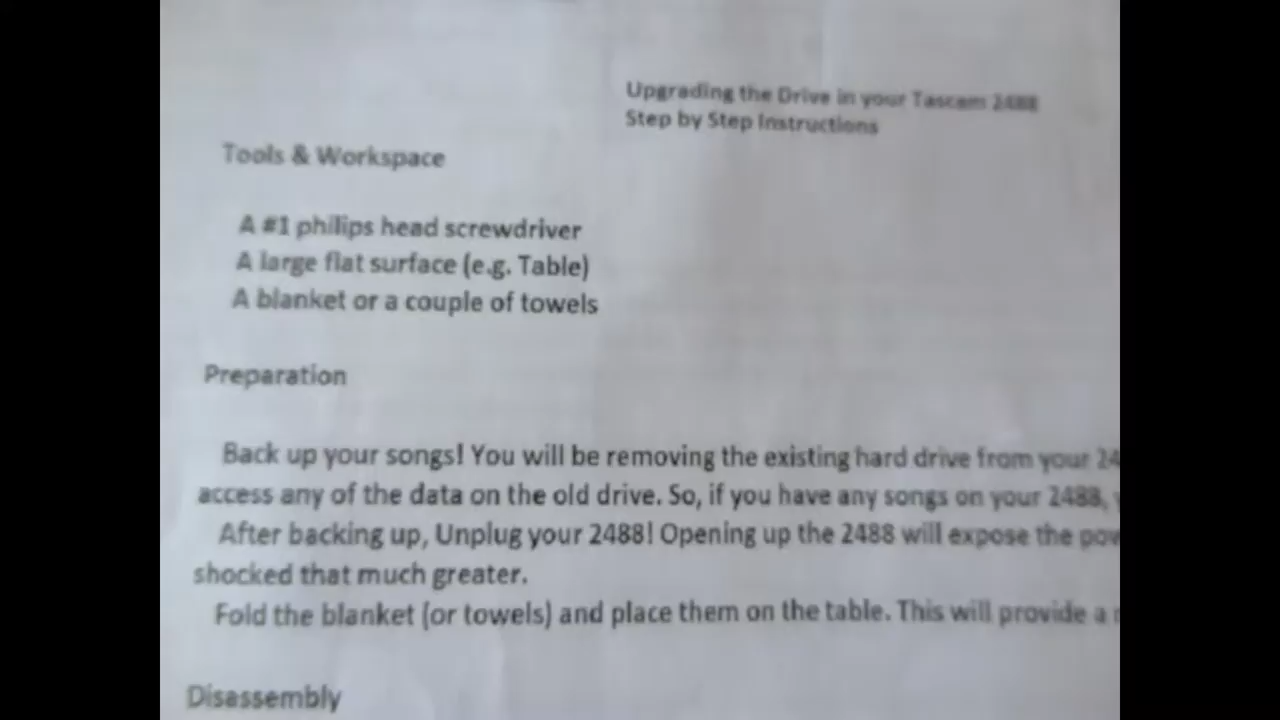 Upgrading the Drive in your Tascam 2488
Step by Step Instructions
Tools & Workspace
A #1 philips head screwdriver
A large flat surface (e.g. Table)
A blanket or a couple of towels
Preparation
Back up your songs! You will be removing the existing hard drive from your 24
access any of the data on the old drive. So, if you have any songs on your 2488,
After backing up, Unplug your 2488! Opening up the 2488 will expose the pow
shocked that much greater.
Fold the blanket (or towels) and place them on the table. This will provide a
Disassembly